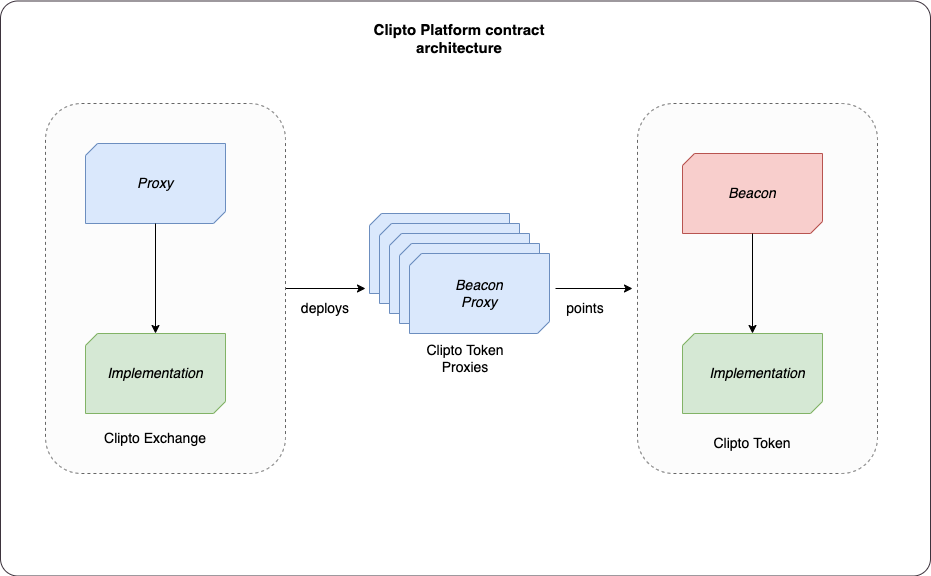 Clipto Platform contract
architecture
Proxy
Implementation
Clipto Exchange
deploys
Beacon
Proxy
Clipto Token
Proxies
points
Beacon
Implementation
Clipto Token